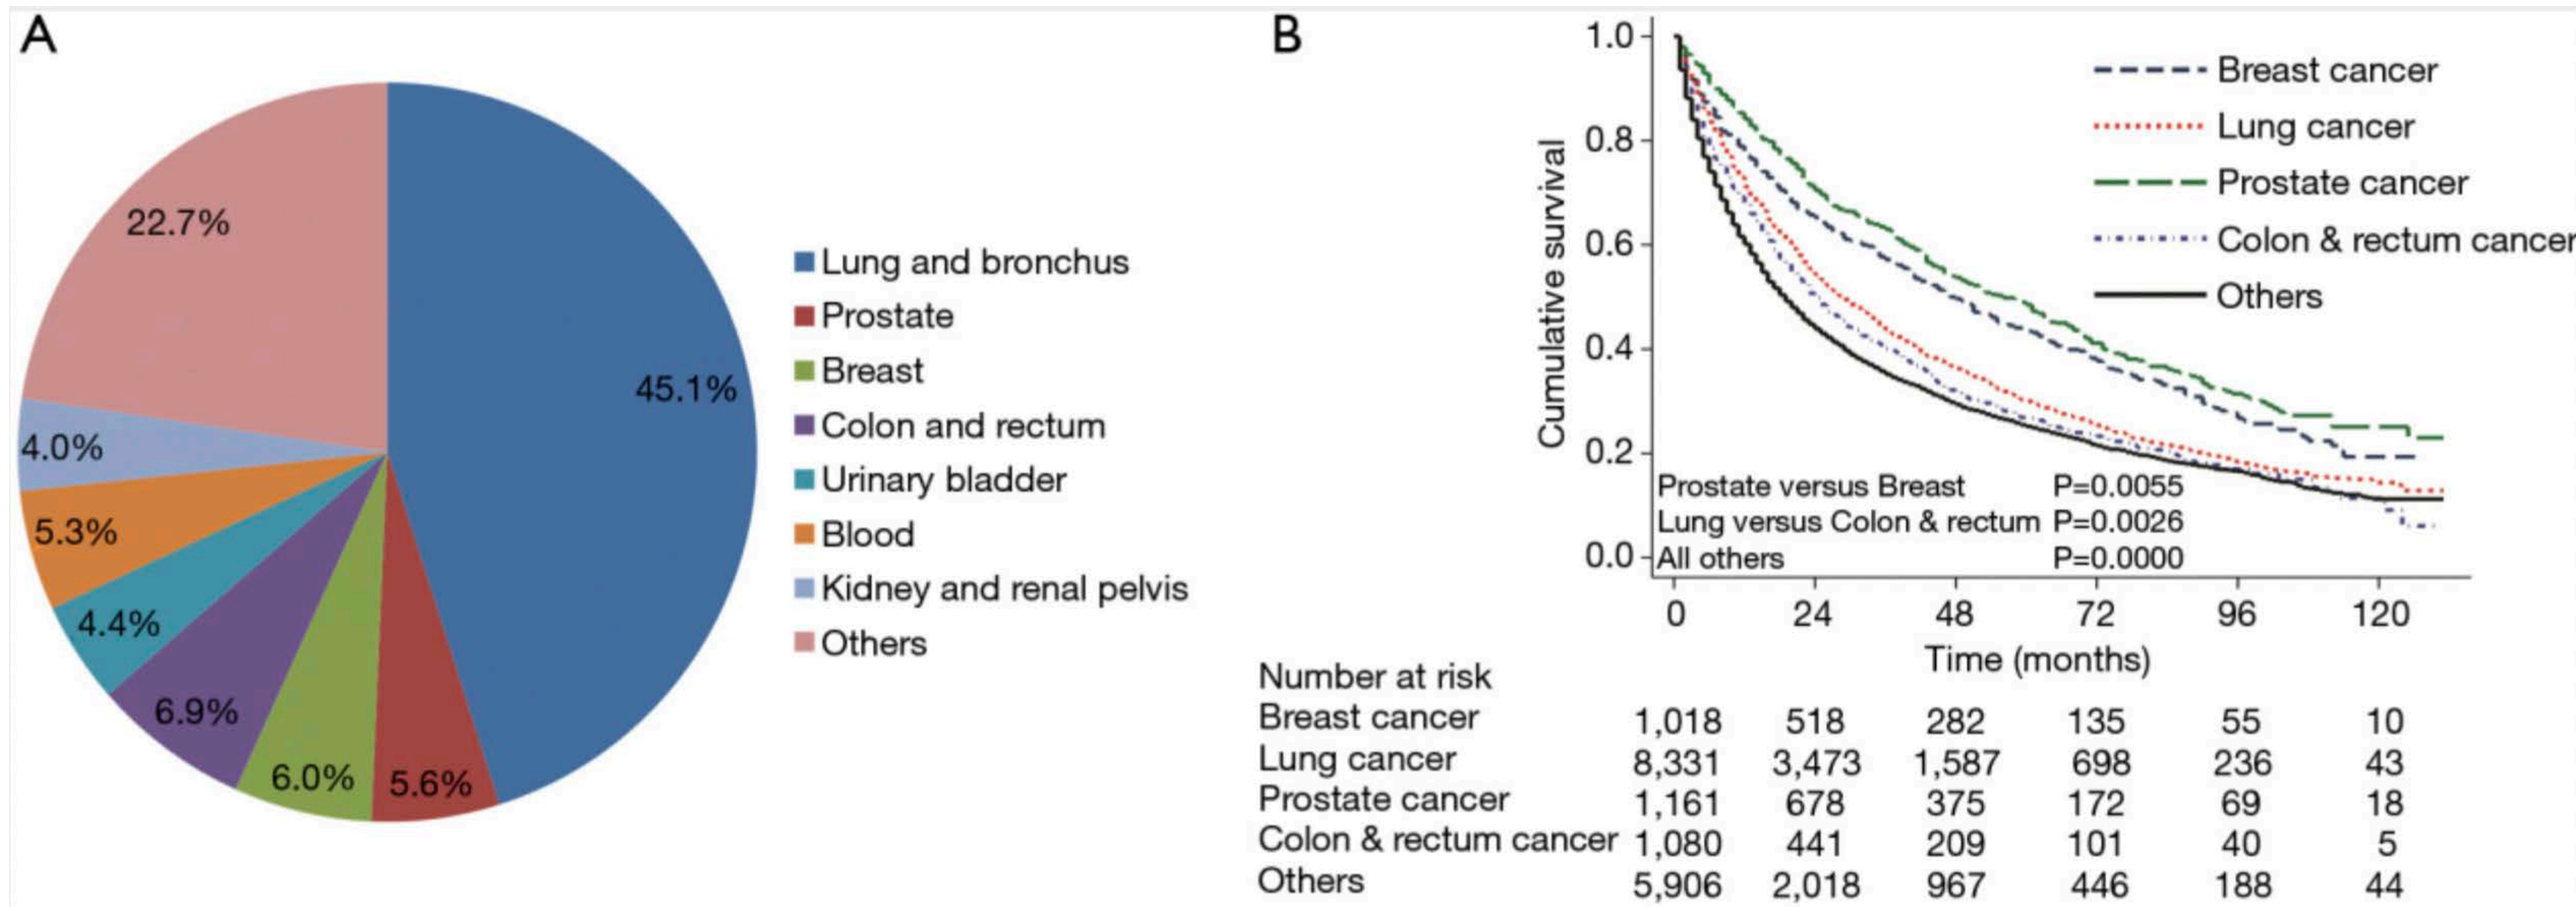 A
22.7%
45.1%
4.0%
5.3%
4.4%
6.9%
6.0%
5.6%
Lung and bronchus
Prostate
Breast
Colon and rectum
Urinary bladder
Blood
Kidney and renal pelvis
Others
B
Cumulative survival
1.0
0.8
0.6
0.4
0.2
0.0
Breast cancer
Lung cancer
Prostate cancer
Colon & rectum cancer
Others
Prostate versus Breast P=0.0055
Lung versus Colon & rectum P=0.0026
All others P=0.0000
0 24 48 72 96 120
Time (months)
Number at risk
Breast cancer 1,018 518 282 135 55 10
Lung cancer 8,331 3,473 1,587 698 236 43
Prostate cancer 1,161 678 375 172 69 18
Colon & rectum cancer 1,080 441 209 101 40 5
Others 5,906 2,018 967 446 188 44